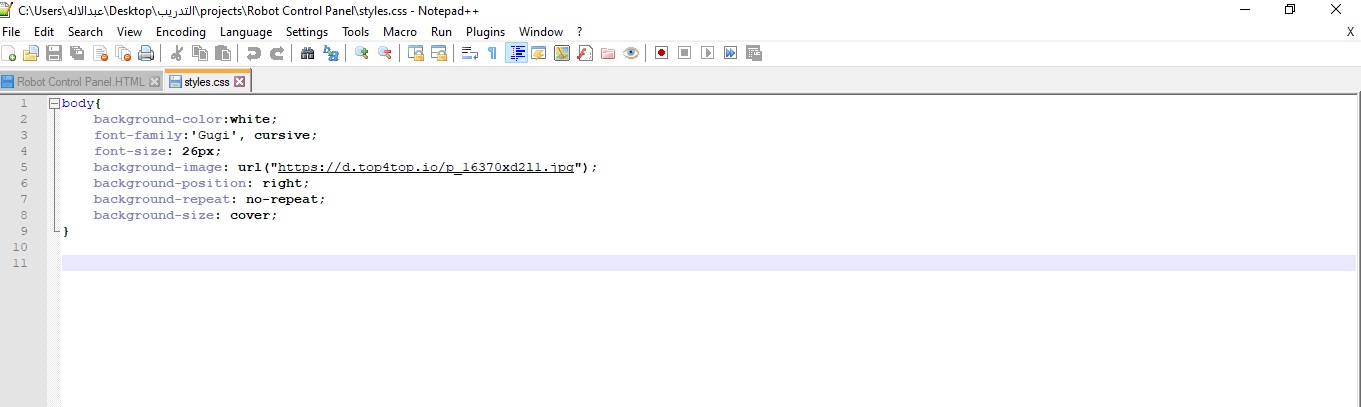 C:\Users\عبدالاله\Desktop\التدريب\projects\Robot Control Panel\styles.css - Notepad++
File Edit Search View Encoding Language Settings Tools Macro Run Plugins Window ? X
Robot Control Panel.HTML styles.css
1 body{
2 background-color:white;
3 font-family:'Gugi', cursive;
4 font-size: 26px;
5 background-image: url("https://d.top4top.io/p_16370xd2l1.jpg");
6 background-position: right;
7 background-repeat: no-repeat;
8 background-size: cover;
9 }
10
11